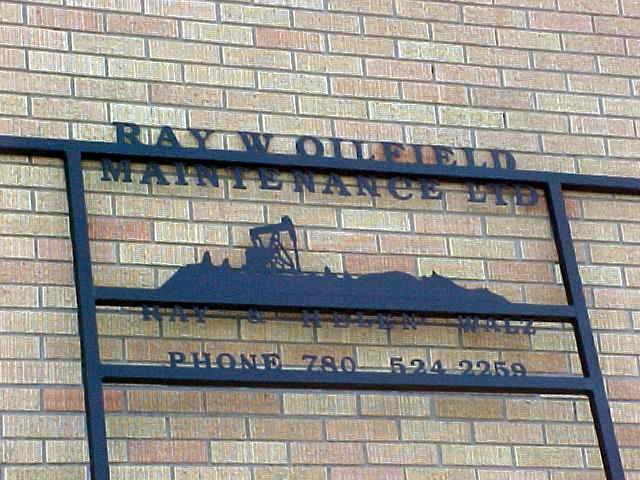 RAY W OILFIELD
MAINTENANCE LTD
RAY & HELEN WALZ
PHONE 780 524 2259